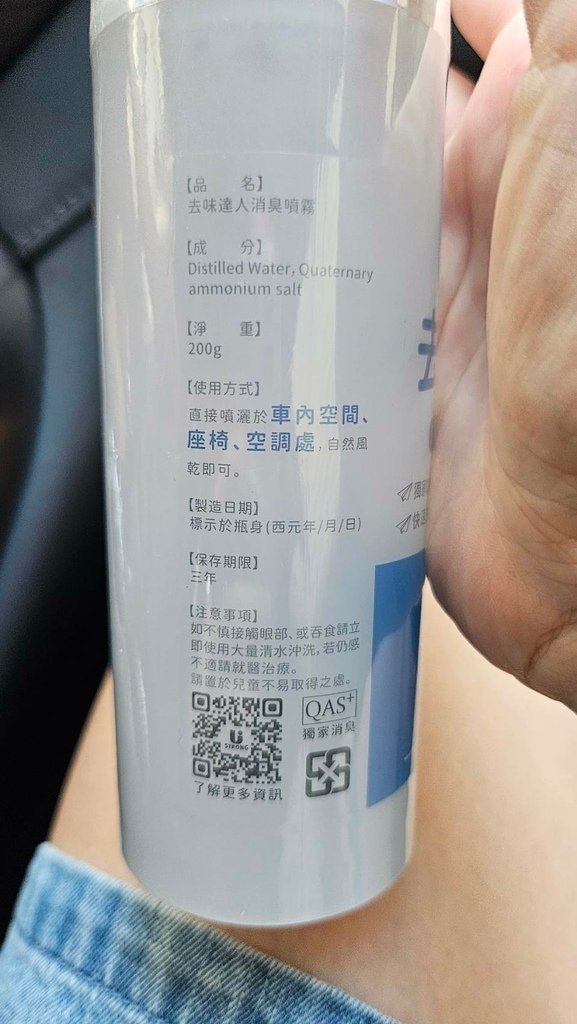 【品 名】
去味達人消臭噴霧
【成 分】
Distilled Water, Quaternary
ammonium salt
【淨 重】
200g
【使用方式】
直接噴灑於車內空間、
座椅、空調處，自然風
乾即可。
【製造日期】
標示於瓶身(西元年/月/日)
【保存期限】
三年
【注意事項】
如不慎接觸眼部、或吞食請立
即使用大量清水沖洗，若仍感
不適請就醫治療。
請置於兒童不易取得之處。
STRONG
了解更多資訊
QAS+
獨家消臭
去
獨
快速